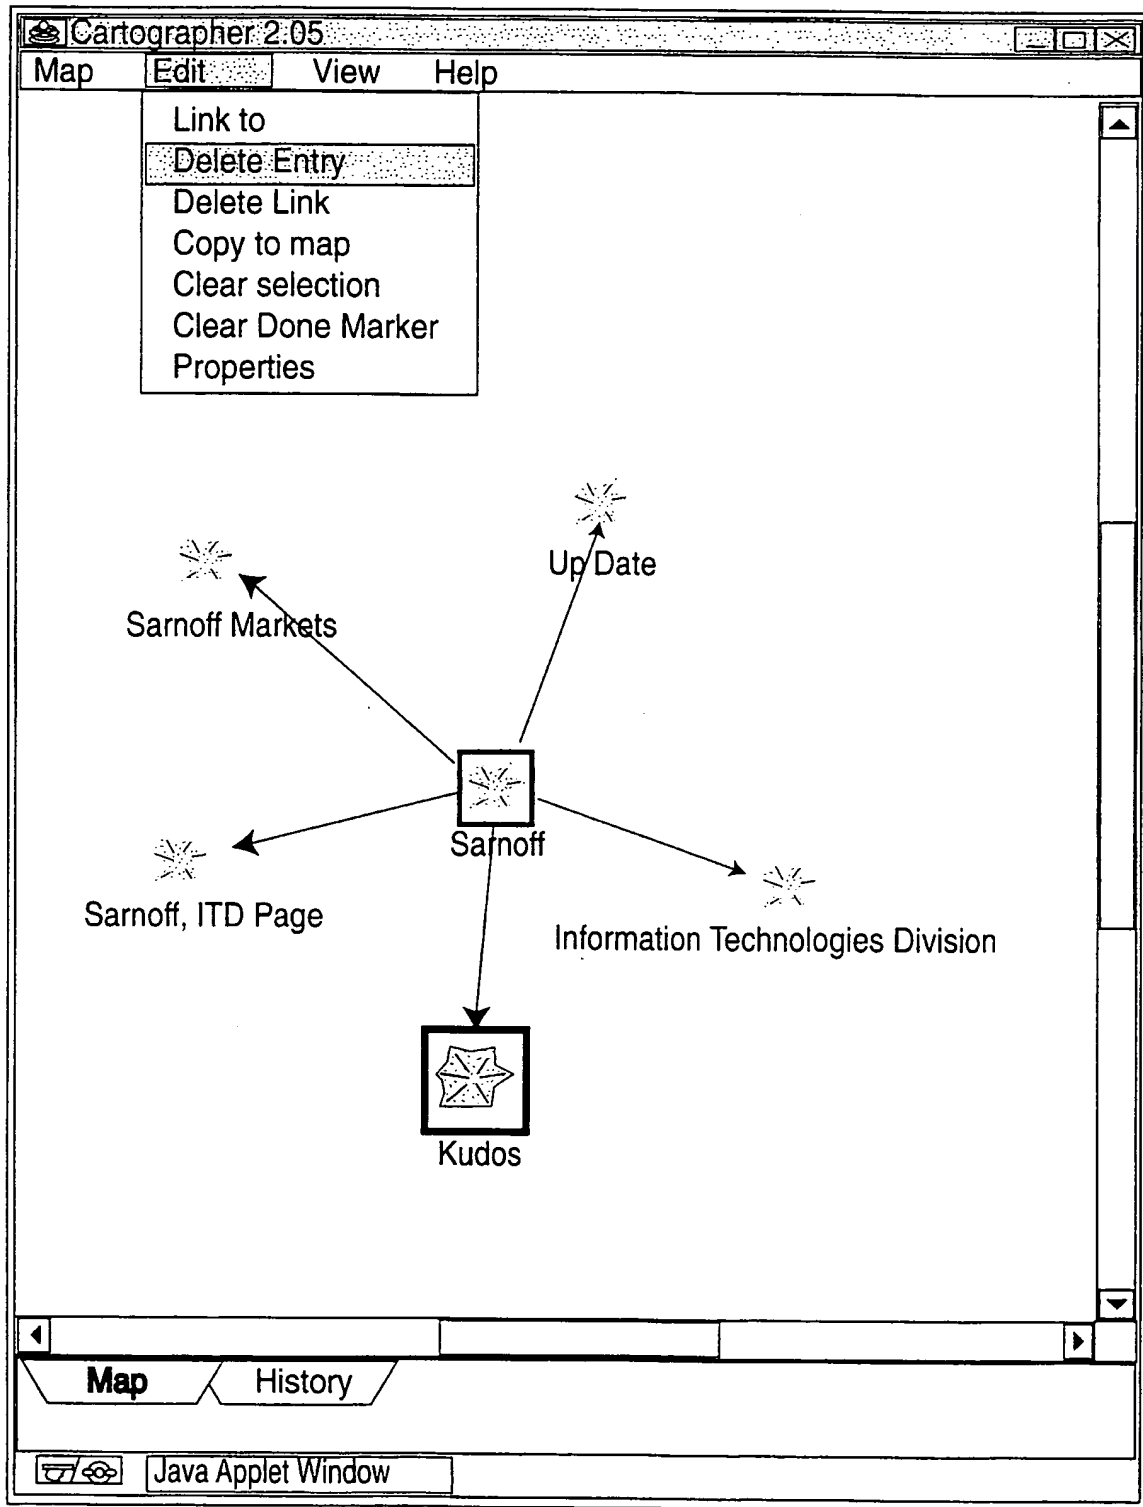 Cartographer 2.05
Map Edit View Help
Link to
Delete Entry
Delete Link
Copy to map
Clear selection
Clear Done Marker
Properties
Up Date
Sarnoff Markets
Sarnoff
Sarnoff, ITD Page
Information Technologies Division
Kudos
Map History
Java Applet Window